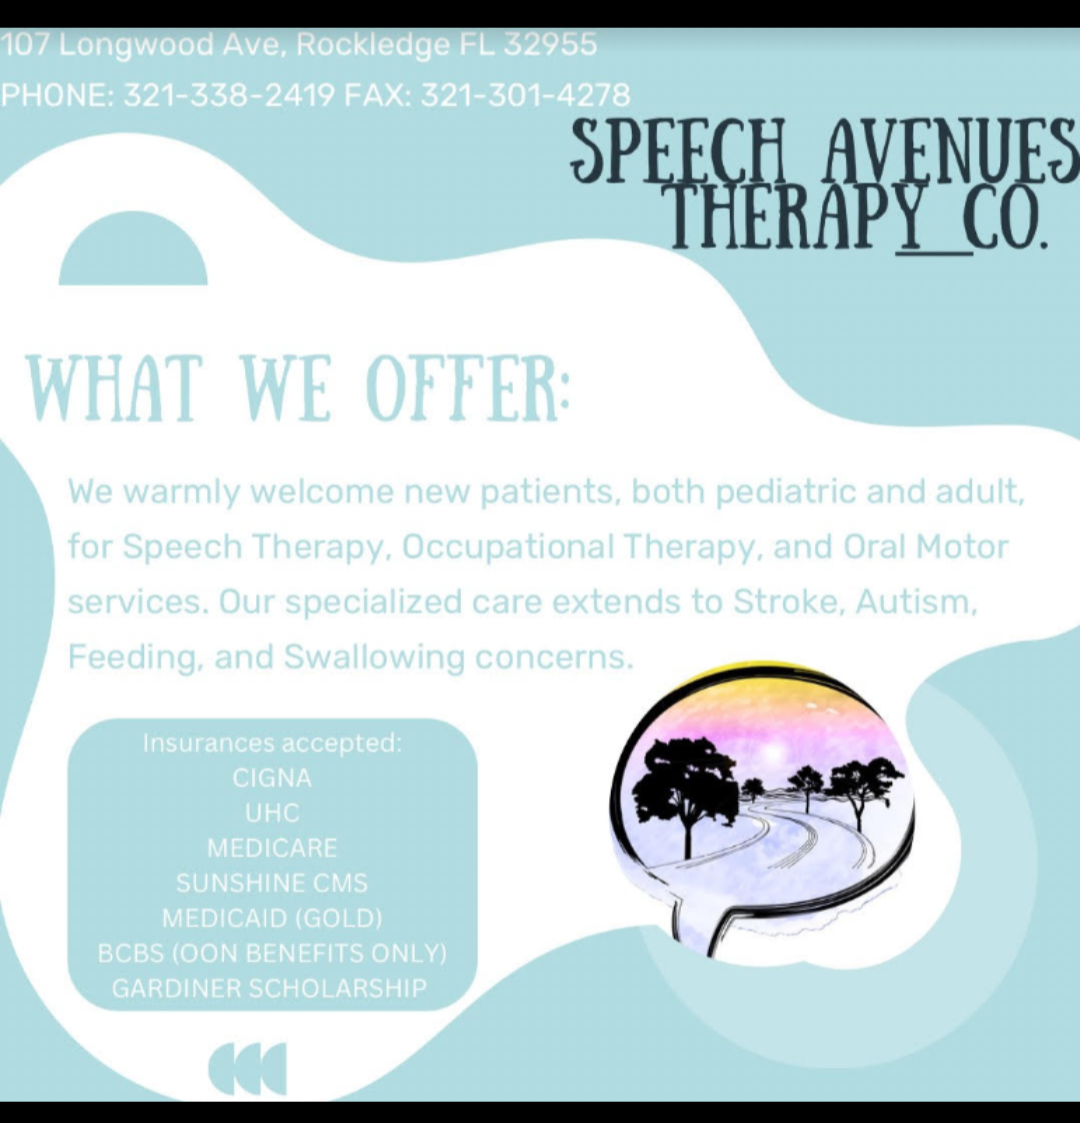 107 Longwood Ave, Rockledge FL 32955
PHONE: 321-338-2419 FAX: 321-301-4278
SPEECH AVENUES
THERAPY CO.
WHAT WE OFFER:
We warmly welcome new patients, both pediatric and adult,
for Speech Therapy, Occupational Therapy, and Oral Motor
services. Our specialized care extends to Stroke, Autism,
Feeding, and Swallowing concerns.
Insurances accepted:
CIGNA
UHC
MEDICARE
SUNSHINE CMS
MEDICAID (GOLD)
BCBS (OON BENEFITS ONLY)
GARDINER SCHOLARSHIP